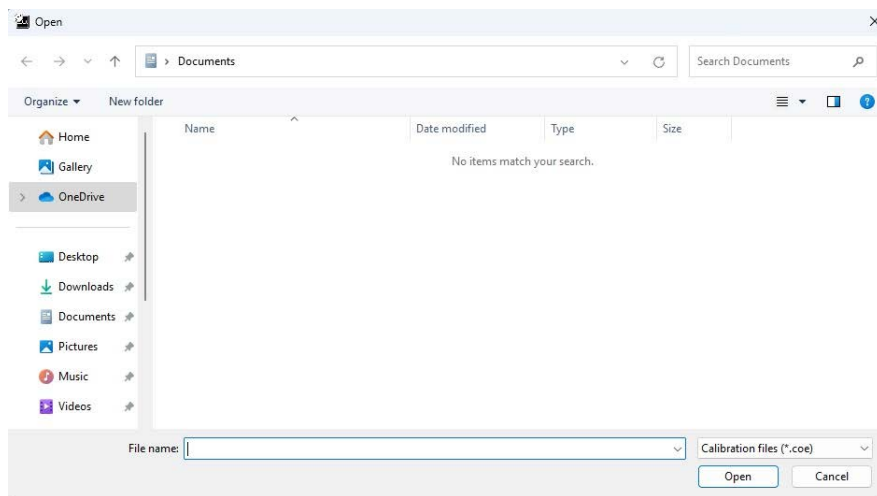 Open
Documents
Search Documents
Organize
New folder
Name
Date modified
Type
Size
No items match your search.
Home
Gallery
OneDrive
Desktop
Downloads
Documents
Pictures
Music
Videos
File name:
Calibration files (*.coe)
Open
Cancel